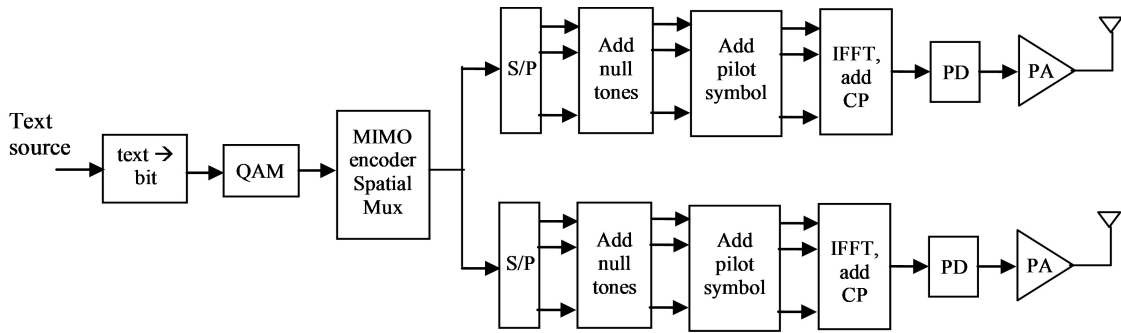 Text
source
text →
bit
QAM
MIMO
encoder
Spatial
Mux
S/P
Add
null
tones
Add
pilot
symbol
IFFT,
add
CP
PD
PA
S/P
Add
null
tones
Add
pilot
symbol
IFFT,
add
CP
PD
PA